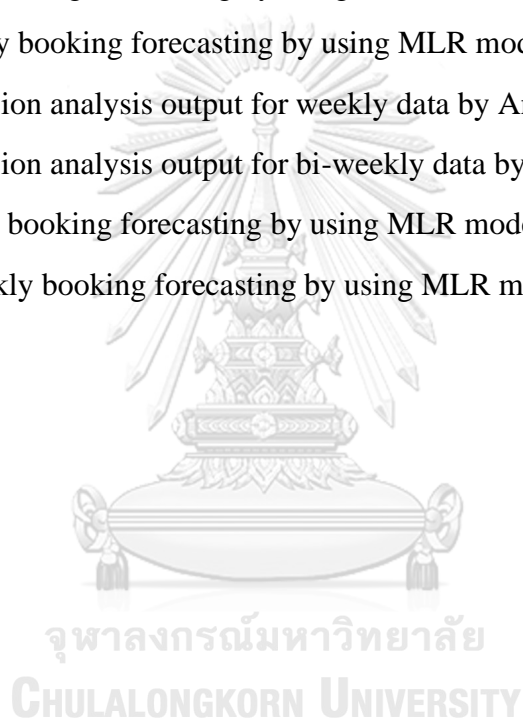 y booking forecasting by using MLR mod
ion analysis output for weekly data by A
ion analysis output for bi-weekly data by
booking forecasting by using MLR mode
kly booking forecasting by using MLR m
จุฬาลงกรณ์มหาวิทยาลัย
CHULALONGKORN UNIVERSITY